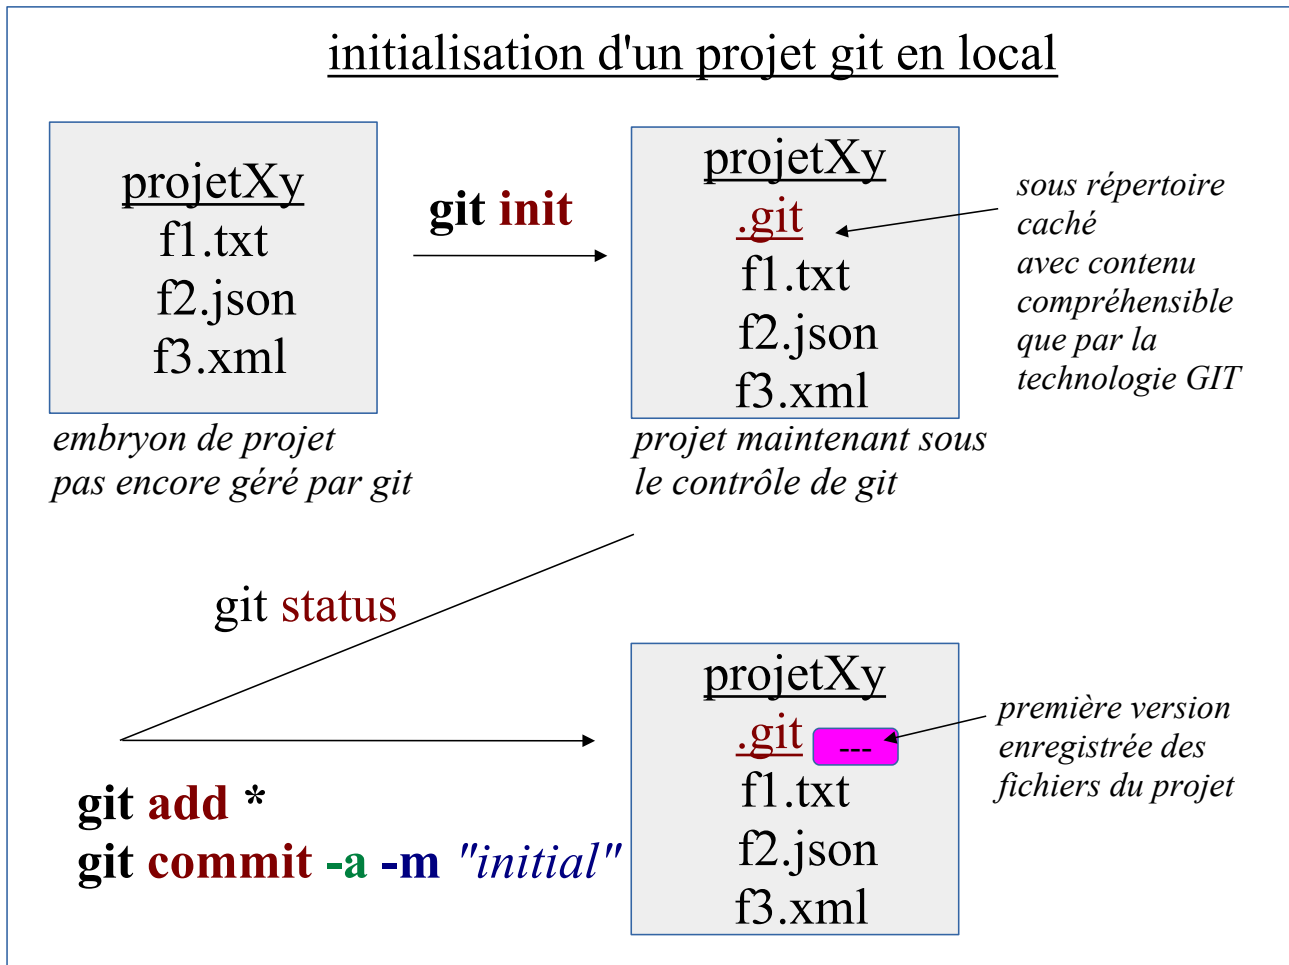 initialisation d'un projet git en local
projetXy
f1.txt
f2.json
f3.xml
embryon de projet
pas encore géré par git
git init
projetXy
.git
f1.txt
f2.json
f3.xml
projet maintenant sous
le contrôle de git
sous répertoire
caché
avec contenu
compréhensible
que par la
technologie GIT
git status
git add *
git commit -a -m "initial"
projetXy
.git ---
f1.txt
f2.json
f3.xml
première version
enregistrée des
fichiers du projet